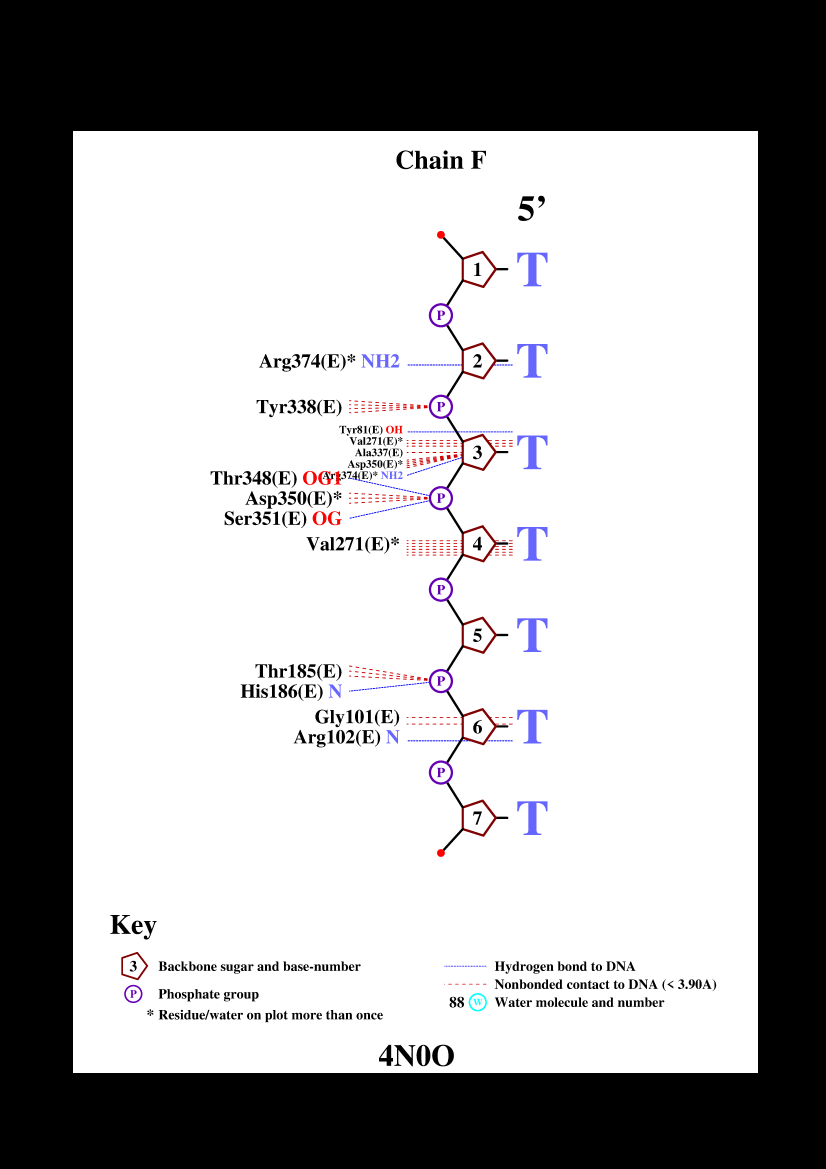 Chain F
5’
1 T
P
Arg374(E)* NH2 2 T
Tyr338(E) P
Tyr81(E) OH
Val271(E)*
Ala337(E) 3 T
Asp350(E)*
Arg374(E)* NH2
Thr348(E) OG1
Asp350(E)* P
Ser351(E) OG
Val271(E)* 4 T
P
5 T
Thr185(E) P
His186(E) N
Gly101(E) 6 T
Arg102(E) N
P
7 T
Key
3 Backbone sugar and base-number
P Phosphate group
* Residue/water on plot more than once
Hydrogen bond to DNA
Nonbonded contact to DNA (< 3.90A)
88 W Water molecule and number
4N0O